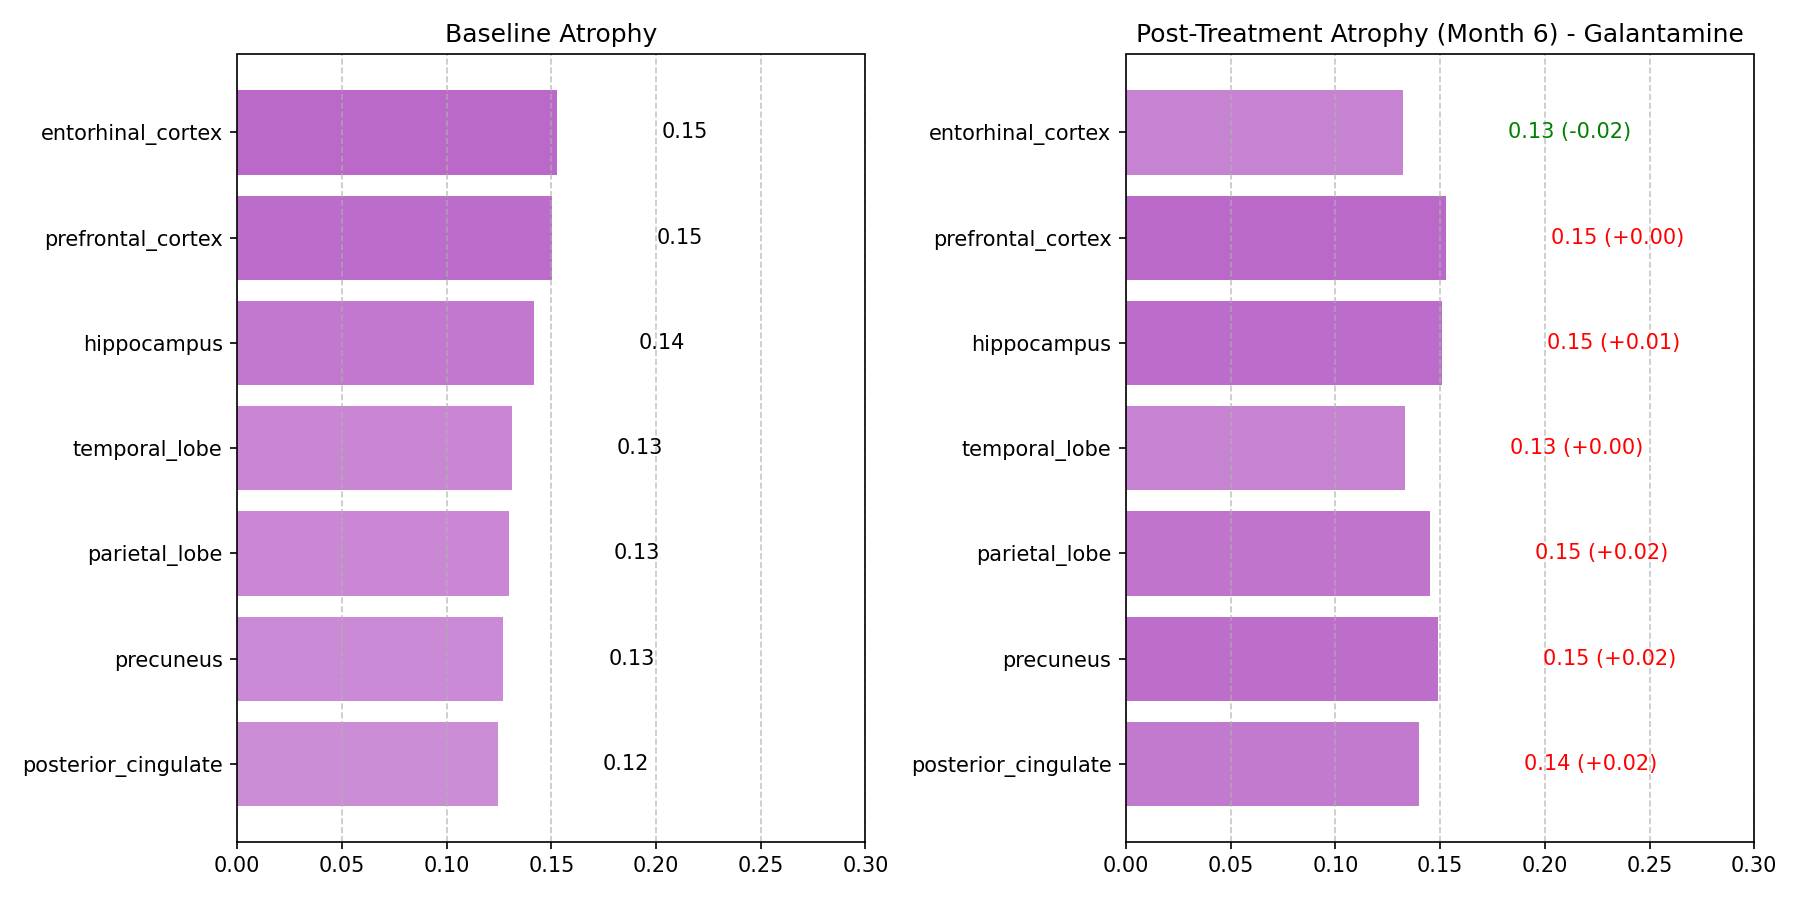 Baseline Atrophy
entorhinal_cortex 0.15
prefrontal_cortex 0.15
hippocampus 0.14
temporal_lobe 0.13
parietal_lobe 0.13
precuneus 0.13
posterior_cingulate 0.12
0.00 0.05 0.10 0.15 0.20 0.25 0.30
Post-Treatment Atrophy (Month 6) - Galantamine
entorhinal_cortex 0.13 (-0.02)
prefrontal_cortex 0.15 (+0.00)
hippocampus 0.15 (+0.01)
temporal_lobe 0.13 (+0.00)
parietal_lobe 0.15 (+0.02)
precuneus 0.15 (+0.02)
posterior_cingulate 0.14 (+0.02)
0.00 0.05 0.10 0.15 0.20 0.25 0.30